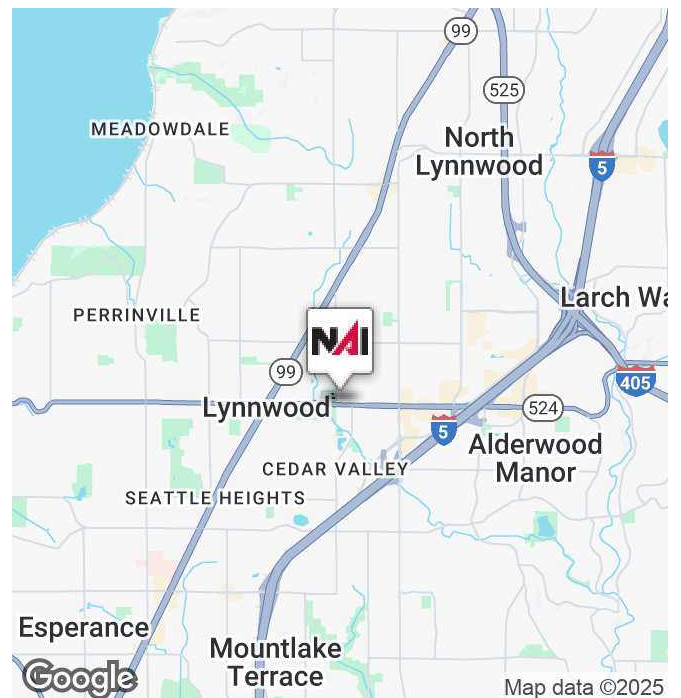 99
525
MEADOWDALE
North
Lynnwood
5
Larch Wa
PERRINVILLE
NAI
99
405
Lynnwood
524
5
Alderwood
Manor
CEDAR VALLEY
SEATTLE HEIGHTS
Esperance
Mountlake
Terrace
Google
Map data ©2025